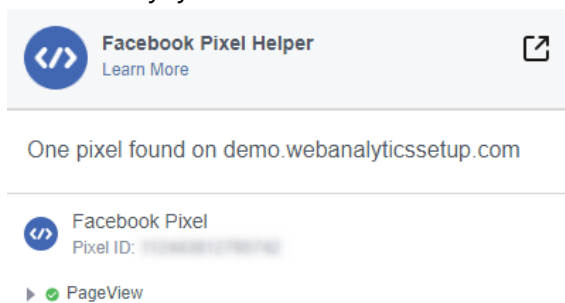 Facebook Pixel Helper
Learn More
One pixel found on demo.webanalyticssetup.com
Facebook Pixel
Pixel ID:
PageView